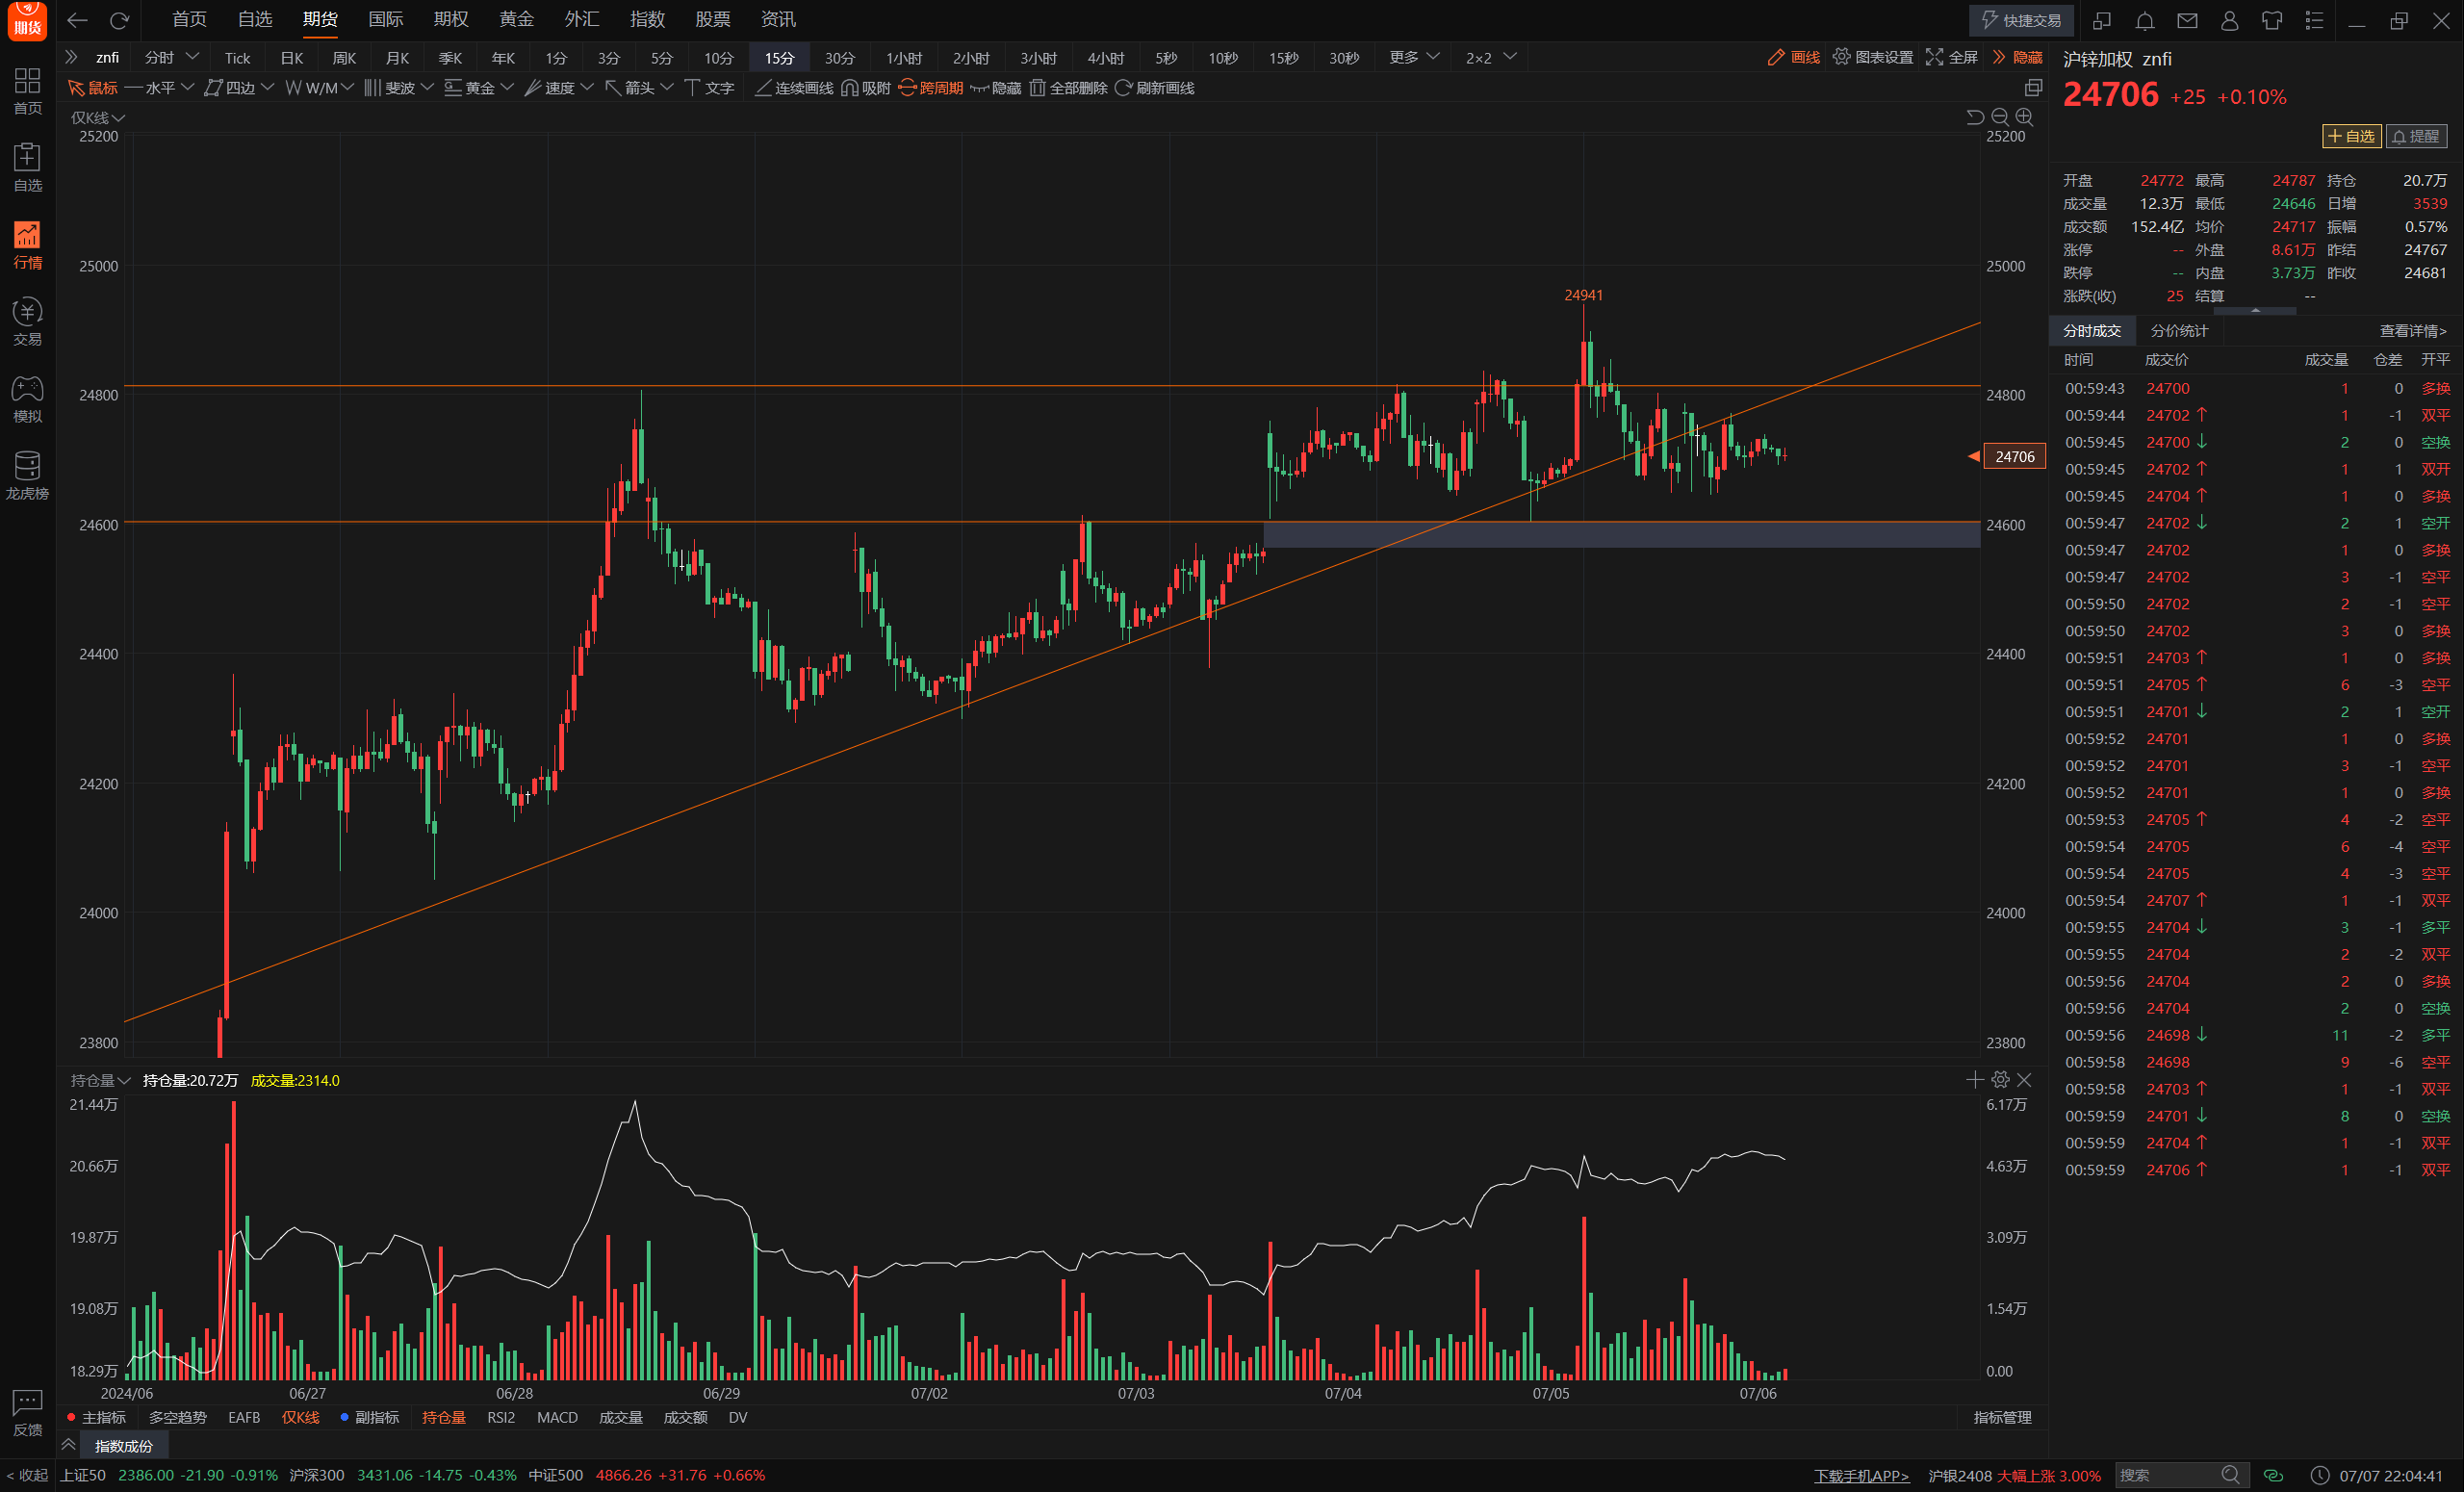 期货
首页 自选 期货 国际 期权 黄金 外汇 指数 股票 资讯 快捷交易
znfi 分时 Tick 日K 周K 月K 季K 年K 1分 3分 5分 10分 15分 30分 1小时 2小时 3小时 4小时 5秒 10秒 15秒 30秒 更多 2×2 画线 图表设置 全屏 隐藏
鼠标 水平 四边 W/M 斐波 黄金 速度 箭头 文字 连续画线 吸附 跨周期 隐藏 全部删除 刷新画线
首页
自选
行情
交易
模拟
龙虎榜
反馈
仅K线
25200 25200
25000 25000
24941
24800 24800
24706
24600 24600
24400 24400
24200 24200
24000 24000
23800 23800
持仓量 持仓量:20.72万 成交量:2314.0
21.44万 6.17万
20.66万 4.63万
19.87万 3.09万
19.08万 1.54万
18.29万 0.00
2024/06 06/27 06/28 06/29 07/02 07/03 07/04 07/05 07/06
主指标 多空趋势 EAFB 仅K线 副指标 持仓量 RSI2 MACD 成交量 成交额 DV 指标管理
指数成份
沪锌加权 znfi
24706 +25 +0.10%
自选 提醒
开盘 24772 最高 24787 持仓 20.7万
成交量 12.3万 最低 24646 日增 3539
成交额 152.4亿 均价 24717 振幅 0.57%
涨停 -- 外盘 8.61万 昨结 24767
跌停 -- 内盘 3.73万 昨收 24681
涨跌(收) 25 结算 --
分时成交 分价统计 查看详情>
时间 成交价 成交量 仓差 开平
00:59:43 24700 1 0 多换
00:59:44 24702 ↑ 1 -1 双平
00:59:45 24700 ↓ 2 0 空换
00:59:45 24702 ↑ 1 1 双开
00:59:45 24704 ↑ 1 0 多换
00:59:47 24702 ↓ 2 1 空开
00:59:47 24702 1 0 多换
00:59:47 24702 3 -1 空平
00:59:50 24702 2 -1 空平
00:59:50 24702 3 0 多换
00:59:51 24703 ↑ 1 0 多换
00:59:51 24705 ↑ 6 -3 空平
00:59:51 24701 ↓ 2 1 空开
00:59:52 24701 1 0 多换
00:59:52 24701 3 -1 空平
00:59:52 24701 1 0 多换
00:59:53 24705 ↑ 4 -2 空平
00:59:54 24705 6 -4 空平
00:59:54 24705 4 -3 空平
00:59:54 24707 ↑ 1 -1 双平
00:59:55 24704 ↓ 3 -1 多平
00:59:55 24704 2 -2 双平
00:59:56 24704 2 0 多换
00:59:56 24704 2 0 空换
00:59:56 24698 ↓ 11 -2 多平
00:59:58 24698 9 -6 空平
00:59:58 24703 ↑ 1 -1 双平
00:59:59 24701 ↓ 8 0 空换
00:59:59 24704 ↑ 1 -1 双平
00:59:59 24706 ↑ 1 -1 双平
< 收起 上证50 2386.00 -21.90 -0.91% 沪深300 3431.06 -14.75 -0.43% 中证500 4866.26 +31.76 +0.66% 下载手机APP> 沪银2408 大幅上涨 3.00% 搜索 07/07 22:04:41